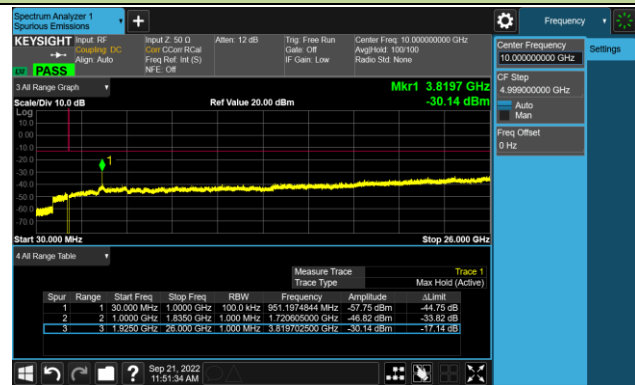 Spectrum Analyzer 1
Spurious Emissions
Frequency
KEYSIGHT
Input: RF
Coupling: DC
Align: Auto
Input Z: 50 Ω
Corr CCorr RCal
Freq Ref: Int (S)
NFE: Off
Atten: 12 dB
Trig: Free Run
Gate: Off
IF Gain: Low
Center Freq: 10.000000000 GHz
Avg|Hold: 100/100
Radio Std: None
PASS
Center Frequency
10.000000000 GHz
Settings
CF Step
4.999000000 GHz
Auto
Man
Freq Offset
0 Hz
3 All Range Graph
Mkr1 3.8197 GHz
Scale/Div 10.0 dB
Ref Value 20.00 dBm
-30.14 dBm
Log
10.0
0.00
-10.0
-20.0
-30.0
-40.0
-50.0
-60.0
-70.0
1
Start 30.000 MHz
Stop 26.000 GHz
4 All Range Table
Measure Trace Trace 1
Trace Type Max Hold (Active)
Spur Range Start Freq Stop Freq RBW Frequency Amplitude ΔLimit
1 1 30.000 MHz 1.0000 GHz 100.0 kHz 951.1974844 MHz -57.75 dBm -44.75 dB
2 2 1.0000 GHz 1.8350 GHz 1.000 MHz 1.720605000 GHz -46.82 dBm -33.82 dB
3 3 1.9250 GHz 26.000 GHz 1.000 MHz 3.819702500 GHz -30.14 dBm -17.14 dB
Sep 21, 2022
11:51:34 AM